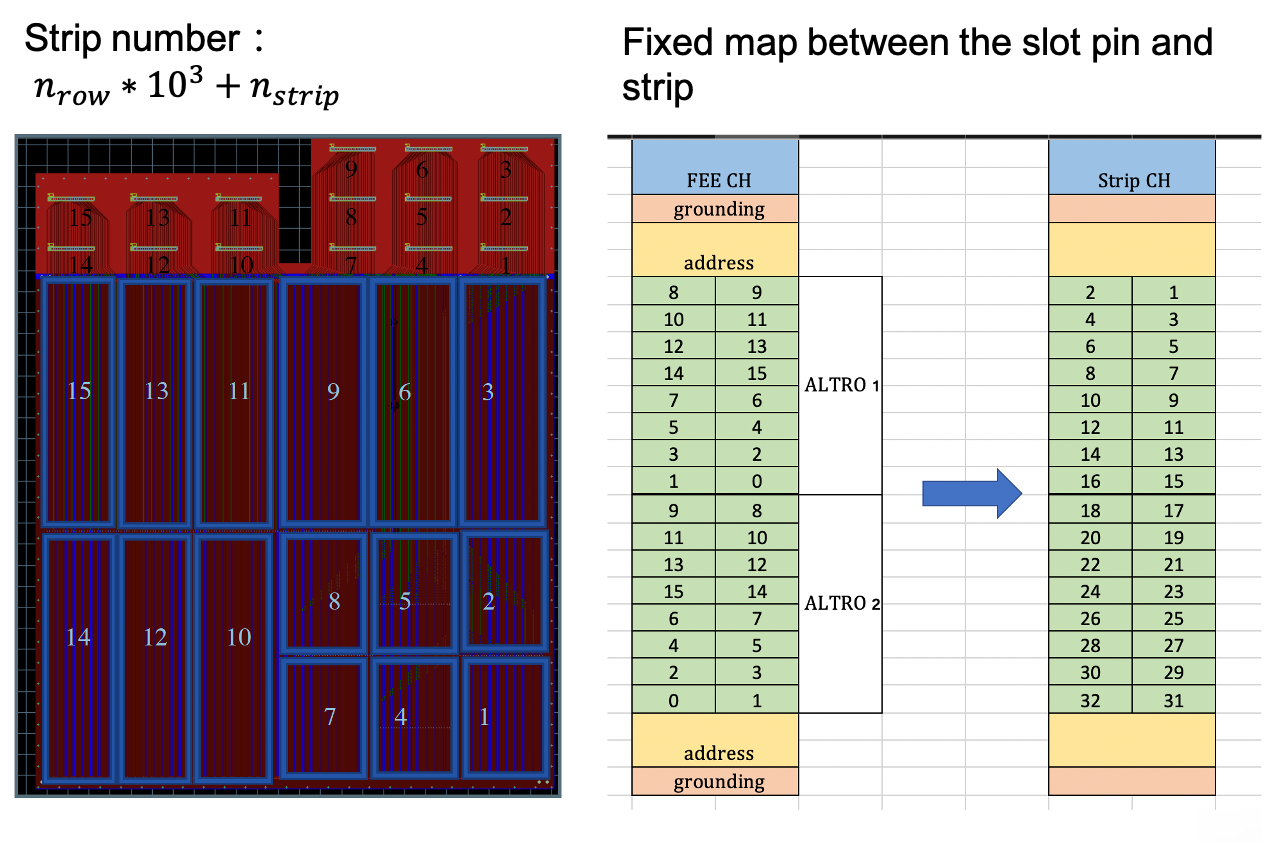 Strip number :
n_row * 10^3 + n_strip
9 6 3
15 13 11 8 5 2
14 12 10 7 4 1
15 13 11 9 6 3
8 5 2
14 12 10
7 4 1
Fixed map between the slot pin and
strip
FEE CH Strip CH
grounding
address
8 9 2 1
10 11 4 3
12 13 6 5
14 15 8 7
ALTRO 1
7 6 10 9
5 4 12 11
3 2 14 13
1 0 16 15
9 8 18 17
11 10 20 19
13 12 22 21
15 14 24 23
ALTRO 2
6 7 26 25
4 5 28 27
2 3 30 29
0 1 32 31
address
grounding